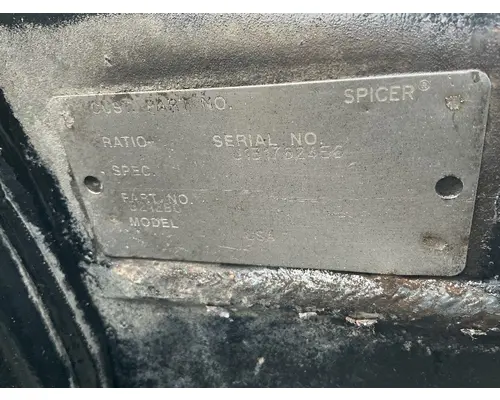 CUST. PART NO. SPICER®
RATIO SERIAL NO.
SPEC.
PART. NO.
MODEL
USA